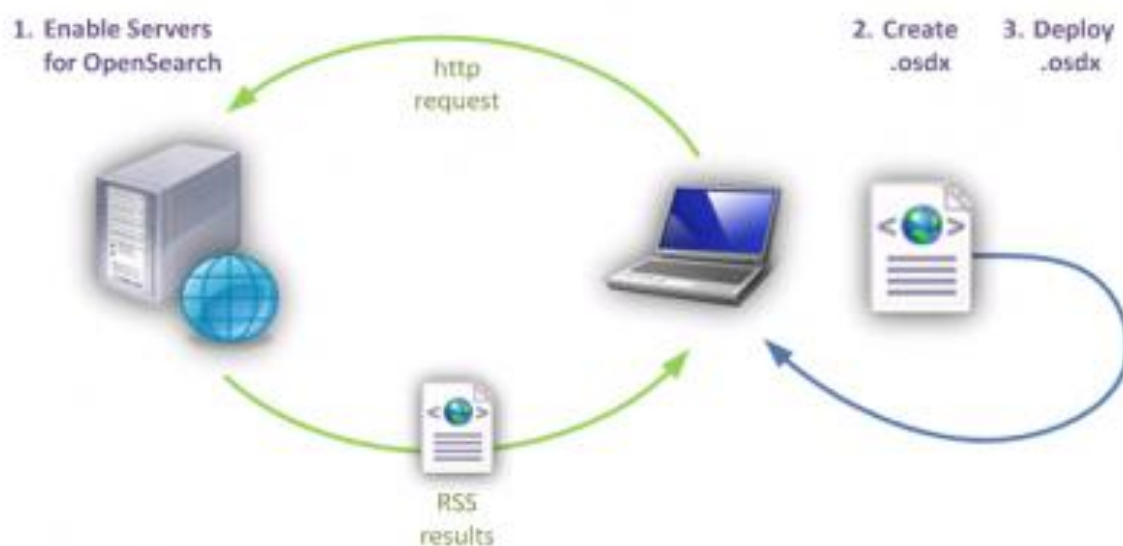 1. Enable Servers
for OpenSearch
http
request
2. Create
.osdx
3. Deploy
.osdx
< >
< >
RSS
results